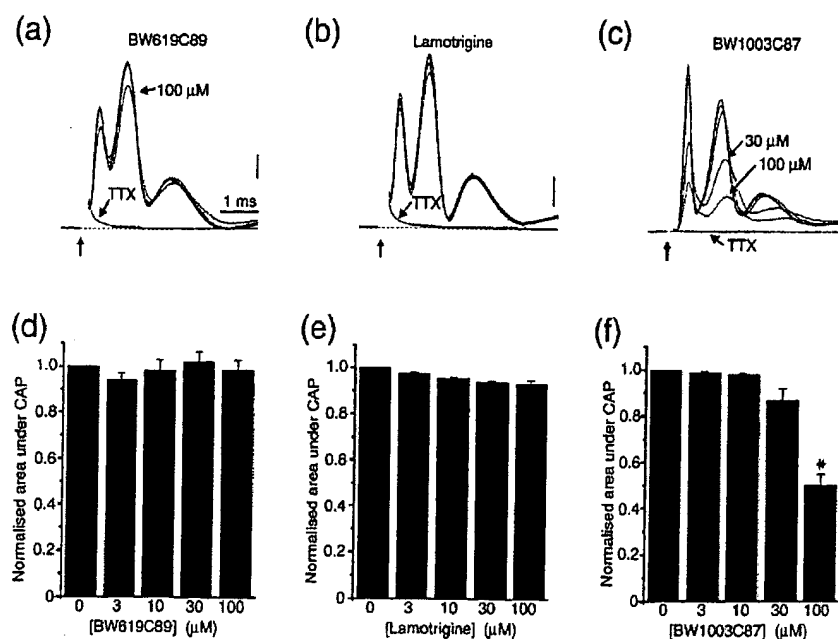 (a)
BW619C89
100 μM
TTX
1 ms
(b)
Lamotrigine
TTX
(c)
BW1003C87
30 μM
100 μM
TTX
(d)
Normalised area under CAP
1.0
0.8
0.6
0.4
0.2
0
0 3 10 30 100
[BW619C89] (μM)
(e)
Normalised area under CAP
1.0
0.8
0.6
0.4
0.2
0
0 3 10 30 100
[Lamotrigine] (μM)
(f)
Normalised area under CAP
1.0
0.8
0.6
0.4
0.2
0
*
0 3 10 30 100
[BW1003C87] (μM)